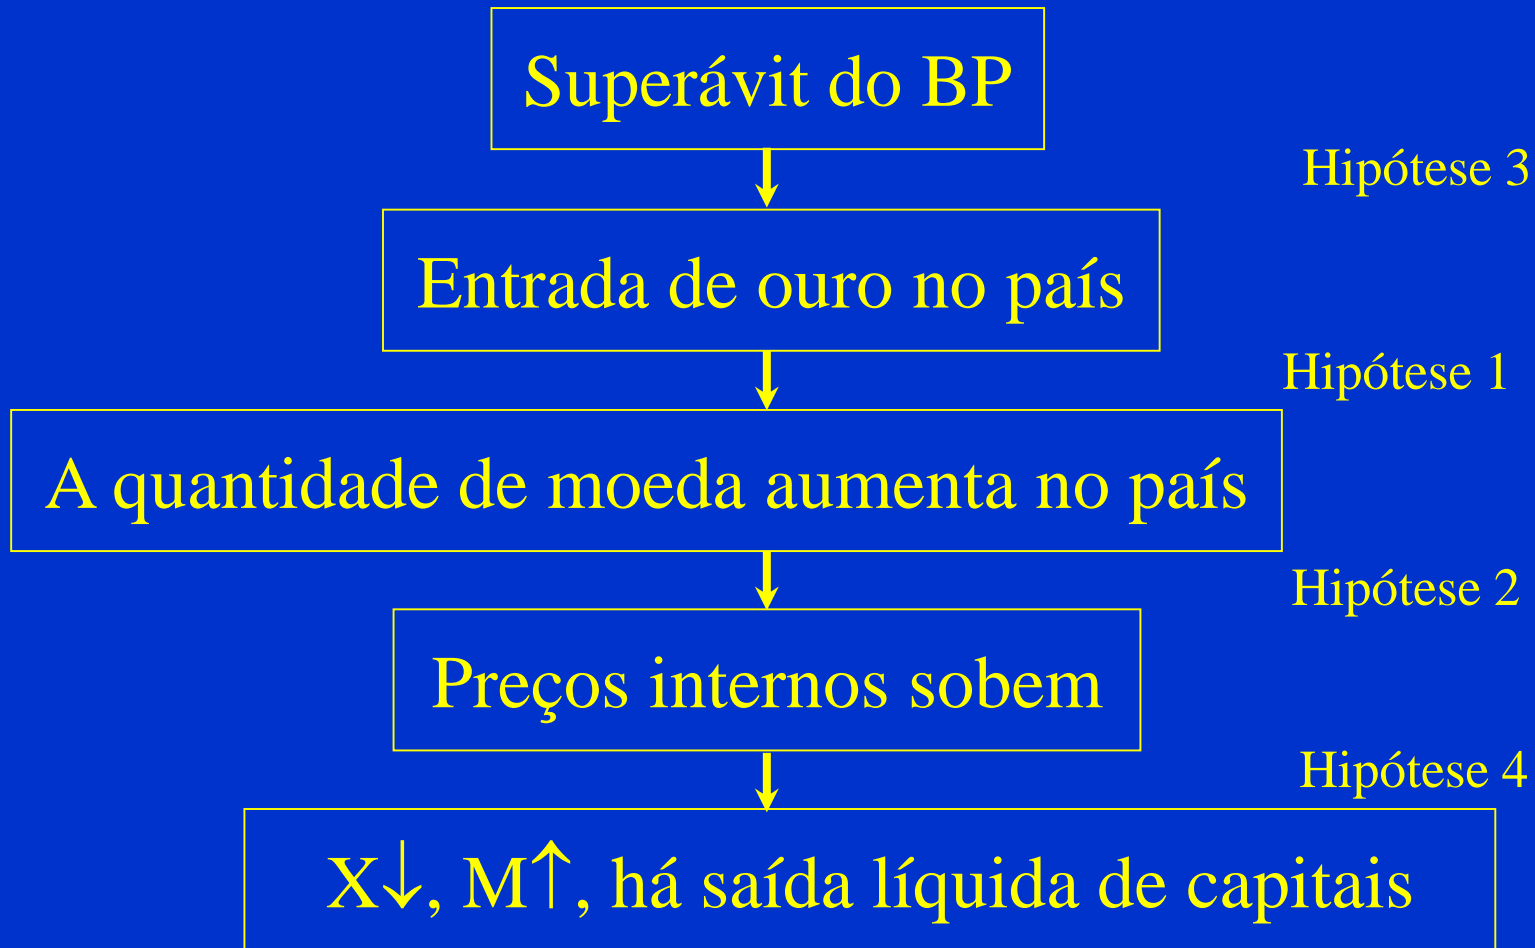 Superávit do BP
Hipótese 3
Entrada de ouro no país
Hipótese 1
A quantidade de moeda aumenta no país
Hipótese 2
Preços internos sobem
Hipótese 4
X↓, M↑, há saída líquida de capitais